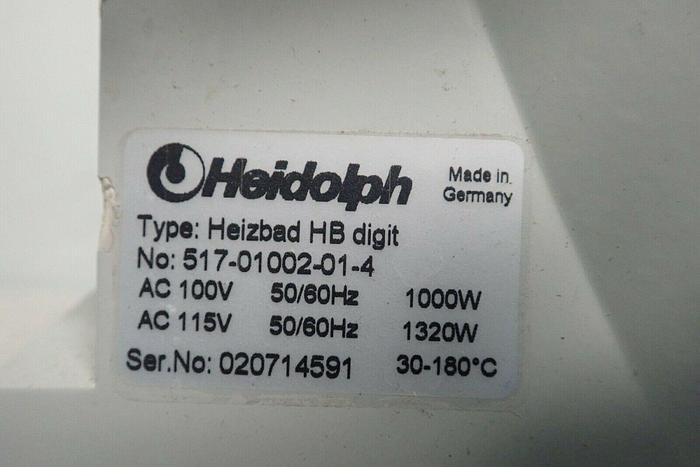 Heidolph
Made in
Germany
Type: Heizbad HB digit
No: 517-01002-01-4
AC 100V 50/60Hz 1000W
AC 115V 50/60Hz 1320W
Ser.No: 020714591 30-180°C